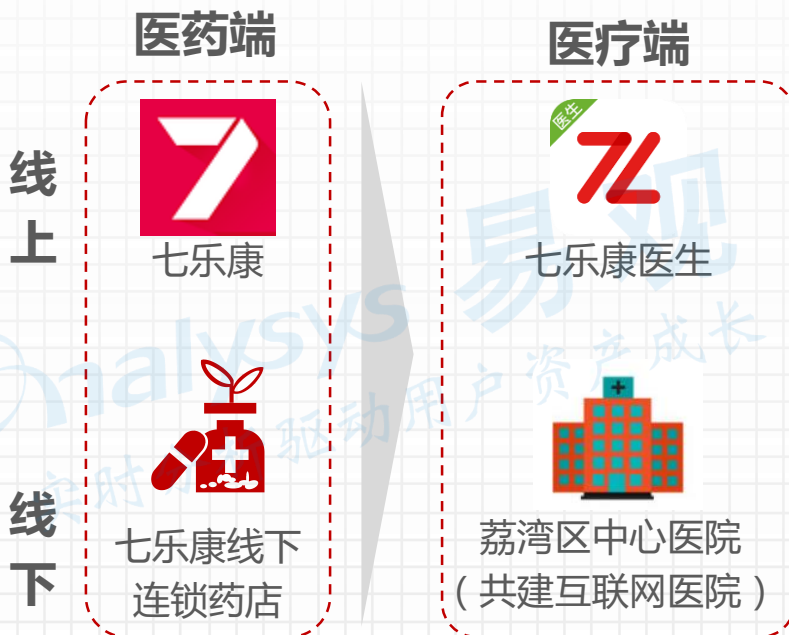 医药端
医疗端
线上
医生
七乐康
七乐康医生
nalysys 易观
实时 驱动用户资产成长
线下
七乐康线下
连锁药店
荔湾区中心医院
（共建互联网医院）